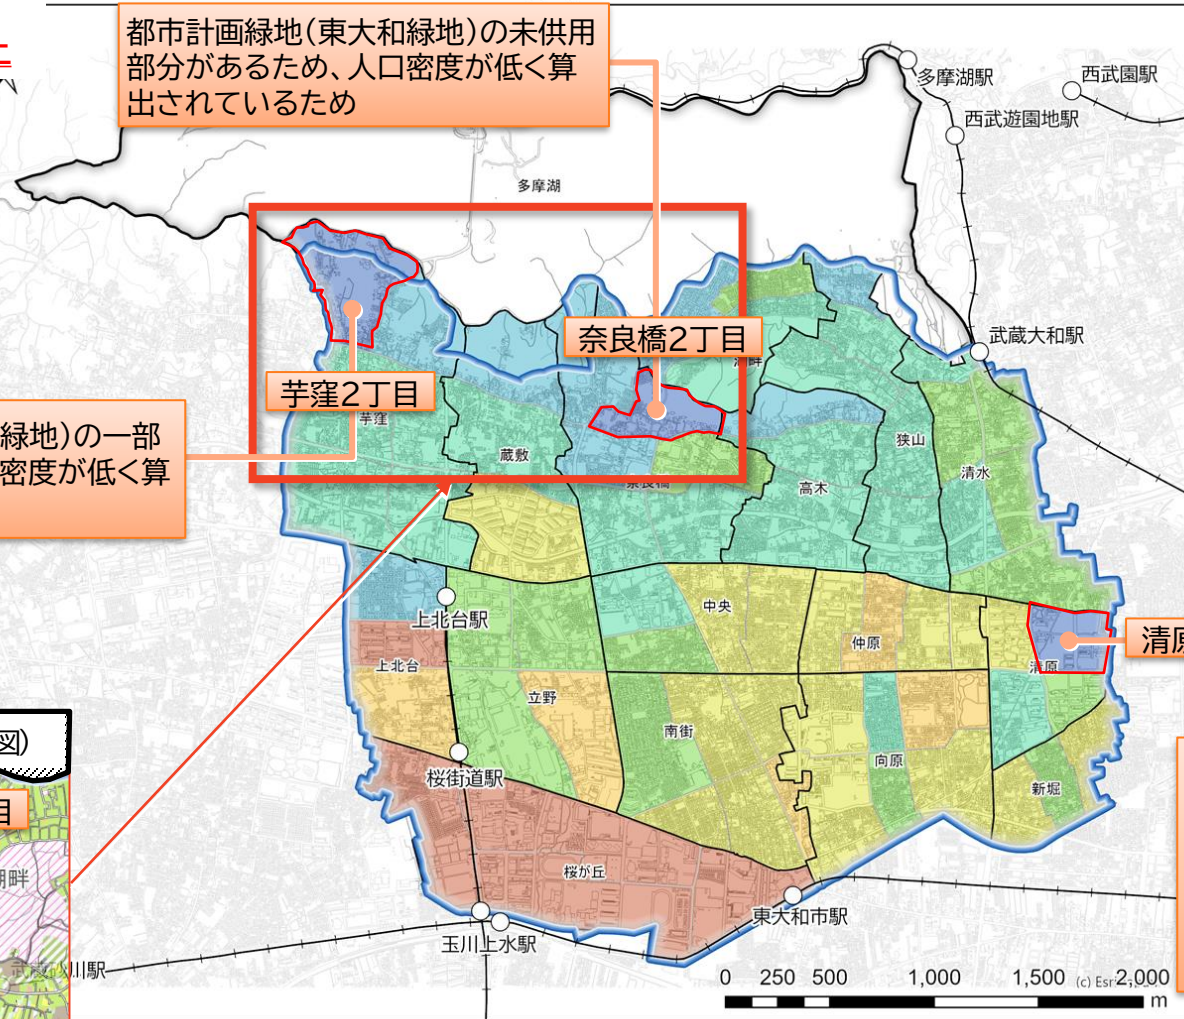 都市計画緑地(東大和緑地)の未供用
部分があるため、人口密度が低く算
出されているため
多摩湖駅
西武園駅
西武遊園地駅
多摩湖
武蔵大和駅
奈良橋2丁目
湖畔
芋窪2丁目
芋窪
緑地)の一部
密度が低く算
蔵敷
奈良橋
狭山
清水
高木
上北台駅
中央
仲原
清原
清原
上北台
立野
南街
図)
桜街道駅
向原
新堀
目
湖畔
桜が丘
東大和市駅
玉川上水駅
武蔵砂川駅
0 250 500 1,000 1,500 2,000
m
(c) Esri